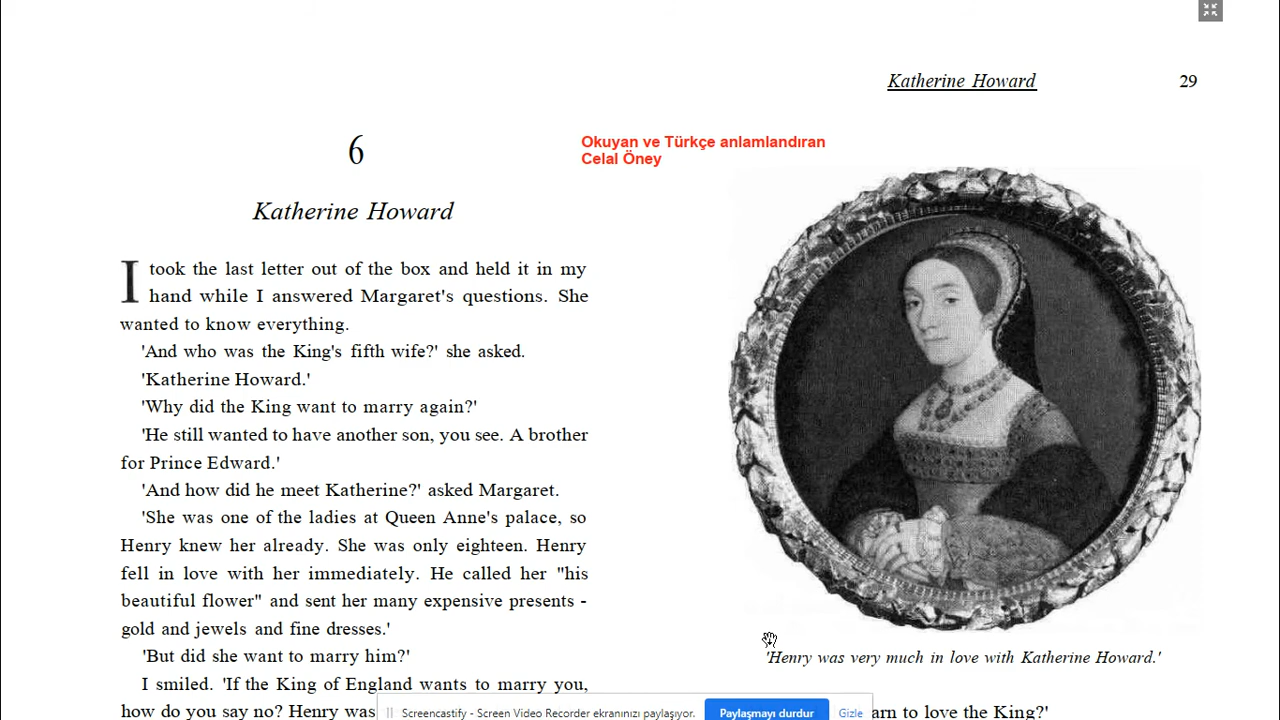 Katherine Howard 29
Okuyan ve Türkçe anlamlandıran
Celal Öney
6
Katherine Howard
I took the last letter out of the box and held it in my
hand while I answered Margaret's questions. She
wanted to know everything.
'And who was the King's fifth wife?' she asked.
'Katherine Howard.'
'Why did the King want to marry again?'
'He still wanted to have another son, you see. A brother
for Prince Edward.'
'And how did he meet Katherine?' asked Margaret.
'She was one of the ladies at Queen Anne's palace, so
Henry knew her already. She was only eighteen. Henry
fell in love with her immediately. He called her "his
beautiful flower" and sent her many expensive presents -
gold and jewels and fine dresses.'
'But did she want to marry him?'
I smiled. 'If the King of England wants to marry you,
how do you say no? Henry was
'Henry was very much in love with Katherine Howard.'
arn to love the King?'
Screencastify - Screen Video Recorder ekranınızı paylaşıyor.
Paylaşmayı durdur
Gizle